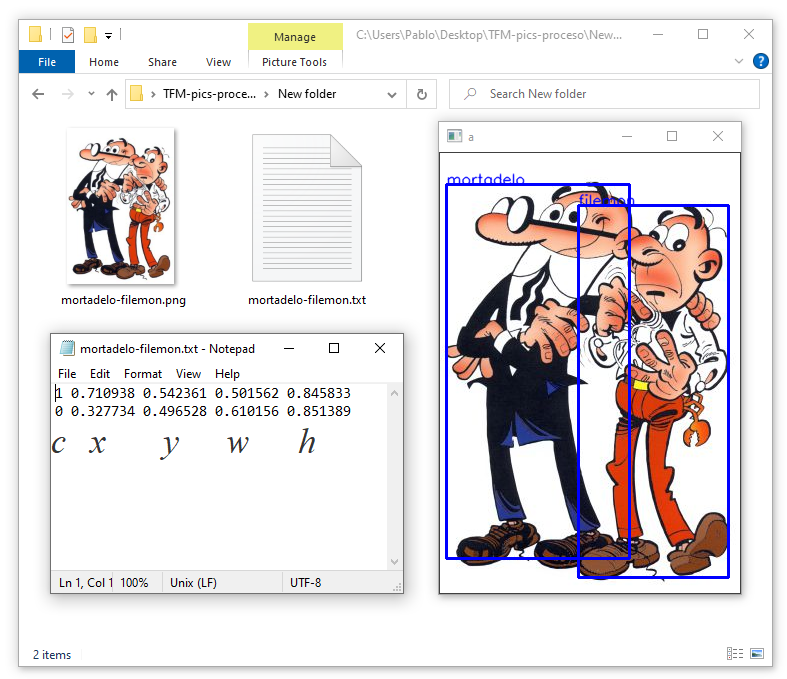 Manage
C:\Users\Pablo\Desktop\TFM-pics-proceso\New...
File Home Share View Picture Tools
TFM-pics-proce... New folder
Search New folder
a
mortadelo
filemon
mortadelo-filemon.png
mortadelo-filemon.txt
mortadelo-filemon.txt - Notepad
File Edit Format View Help
1 0.710938 0.542361 0.501562 0.845833
0 0.327734 0.496528 0.610156 0.851389
c x y w h
Ln 1, Col 1 100% Unix (LF) UTF-8
2 items